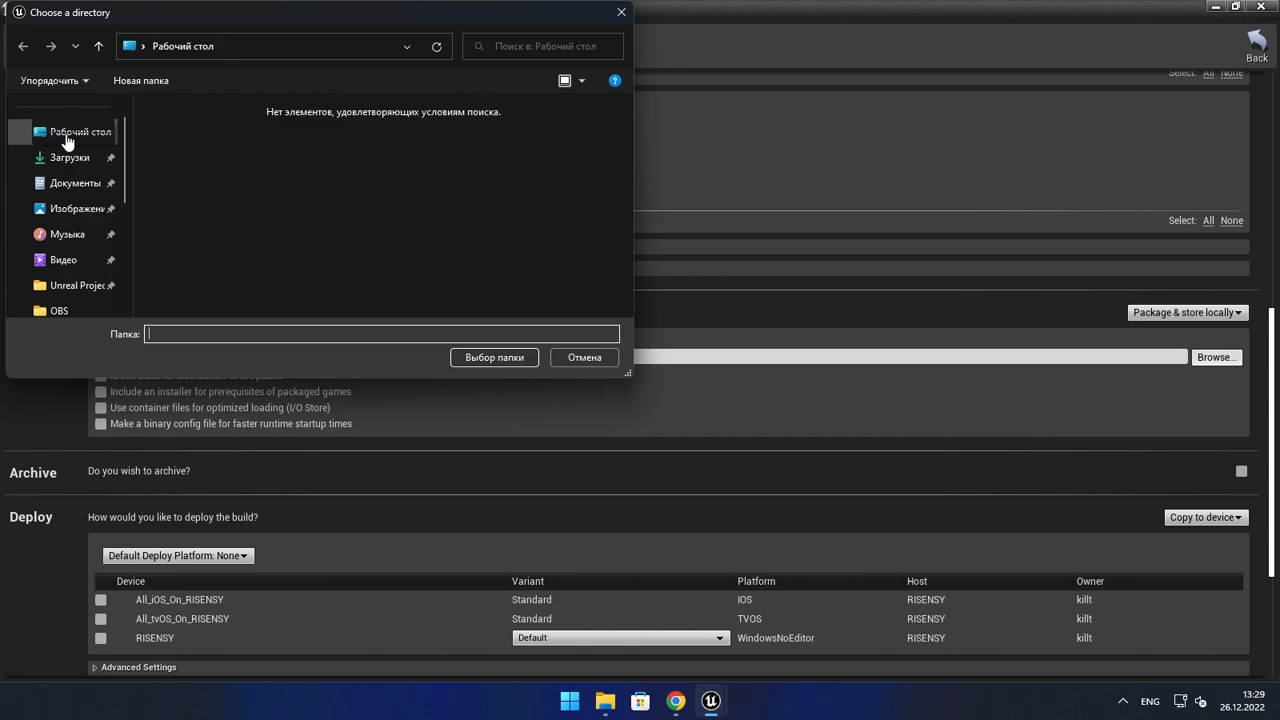 Choose a directory
Рабочий стол
Поиск в: Рабочий стол
Back
Упорядочить
Новая папка
Select: All None
Нет элементов, удовлетворяющих условиям поиска.
Рабочий стол
Загрузки
Документы
Изображени
Музыка
Видео
Unreal Projec
OBS
Select: All None
Package & store locally
Папка:
Выбор папки
Отмена
Browse...
Include an installer for prerequisites of packaged games
Use container files for optimized loading (I/O Store)
Make a binary config file for faster runtime startup times
Archive
Do you wish to archive?
Deploy
How would you like to deploy the build?
Copy to device
Default Deploy Platform: None
Device Variant Platform Host Owner
All_iOS_On_RISENSY Standard IOS RISENSY killt
All_tvOS_On_RISENSY Standard TVOS RISENSY killt
RISENSY Default WindowsNoEditor RISENSY killt
Advanced Settings
ENG
13:29
26.12.2022